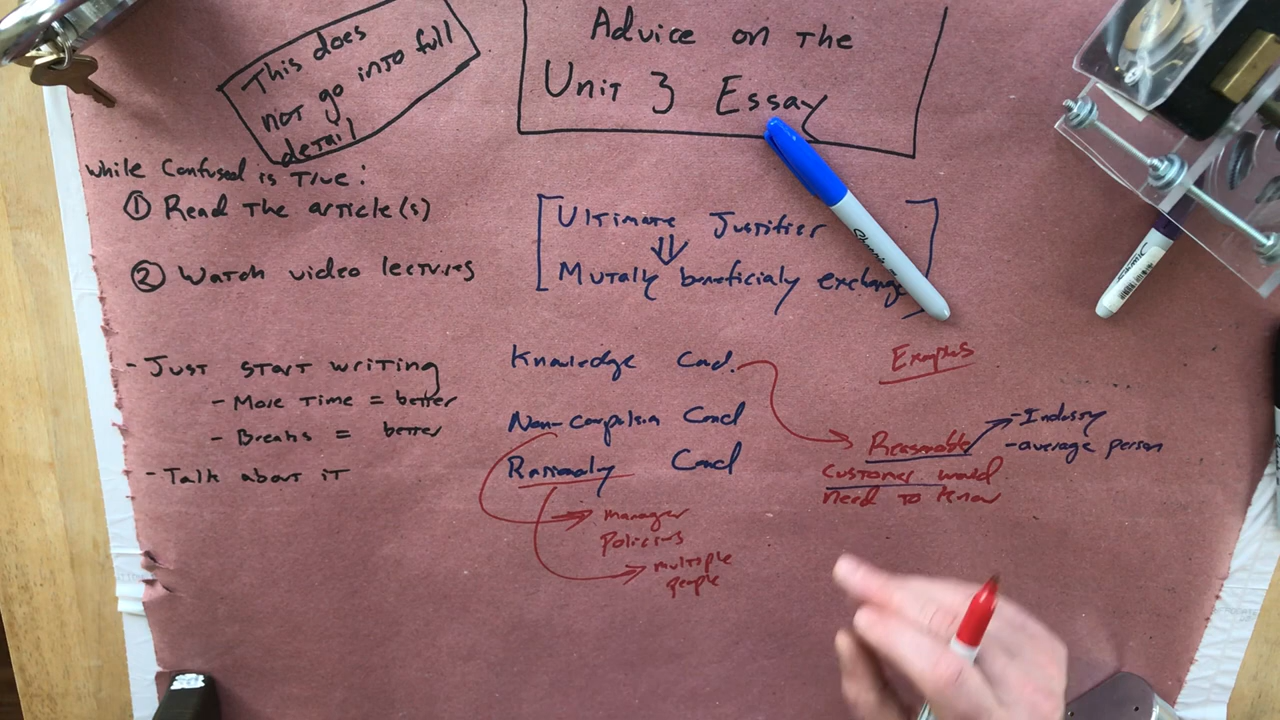 This does
not go into full
detail
Advice on the
Unit 3 Essay
while Confused is True:
① Read the article(s)
② Watch video lectures
- Just start writing
- More Time = better
- Breaks = better
- Talk about it
Ultimate Justifier
⇓
Mutally beneficialy exchange
Knowledge Cond.
Non-compulsion Cond
Rationaly Cond
manager
Policies
multiple
people
Examples
Reasonable
customer would
need to know
- Industry
- average person
Sharpie